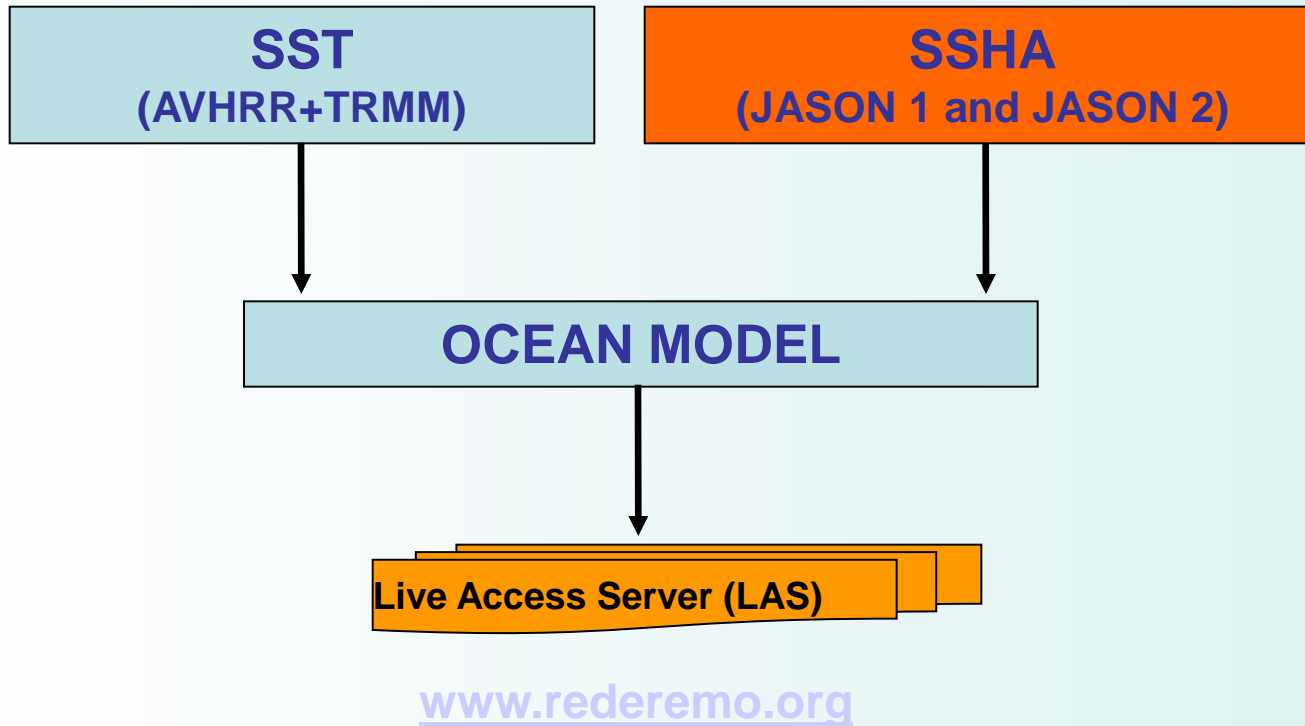 SST
(AVHRR+TRMM)
SSHA
(JASON 1 and JASON 2)
OCEAN MODEL
Live Access Server (LAS)
www.rederemo.org